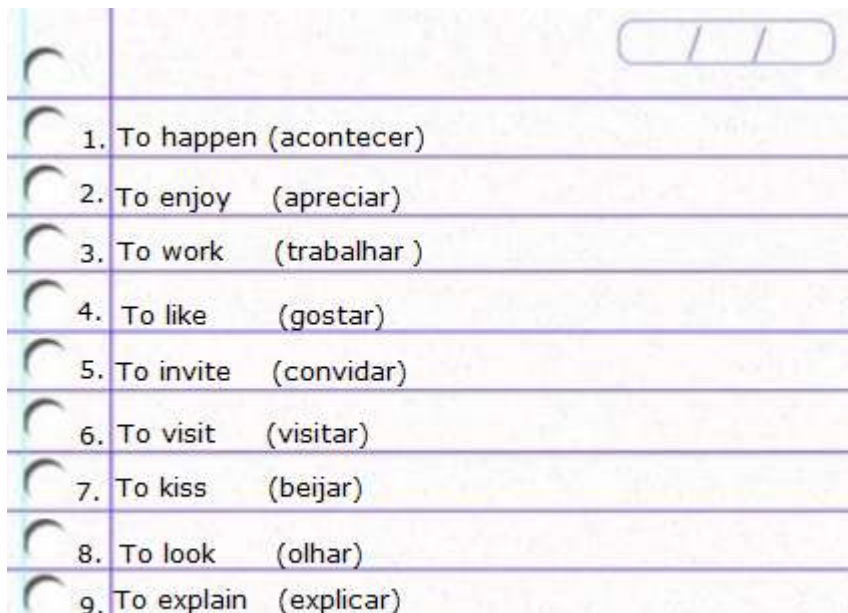 / /
1. To happen (acontecer)
2. To enjoy (apreciar)
3. To work (trabalhar )
4. To like (gostar)
5. To invite (convidar)
6. To visit (visitar)
7. To kiss (beijar)
8. To look (olhar)
9. To explain (explicar)